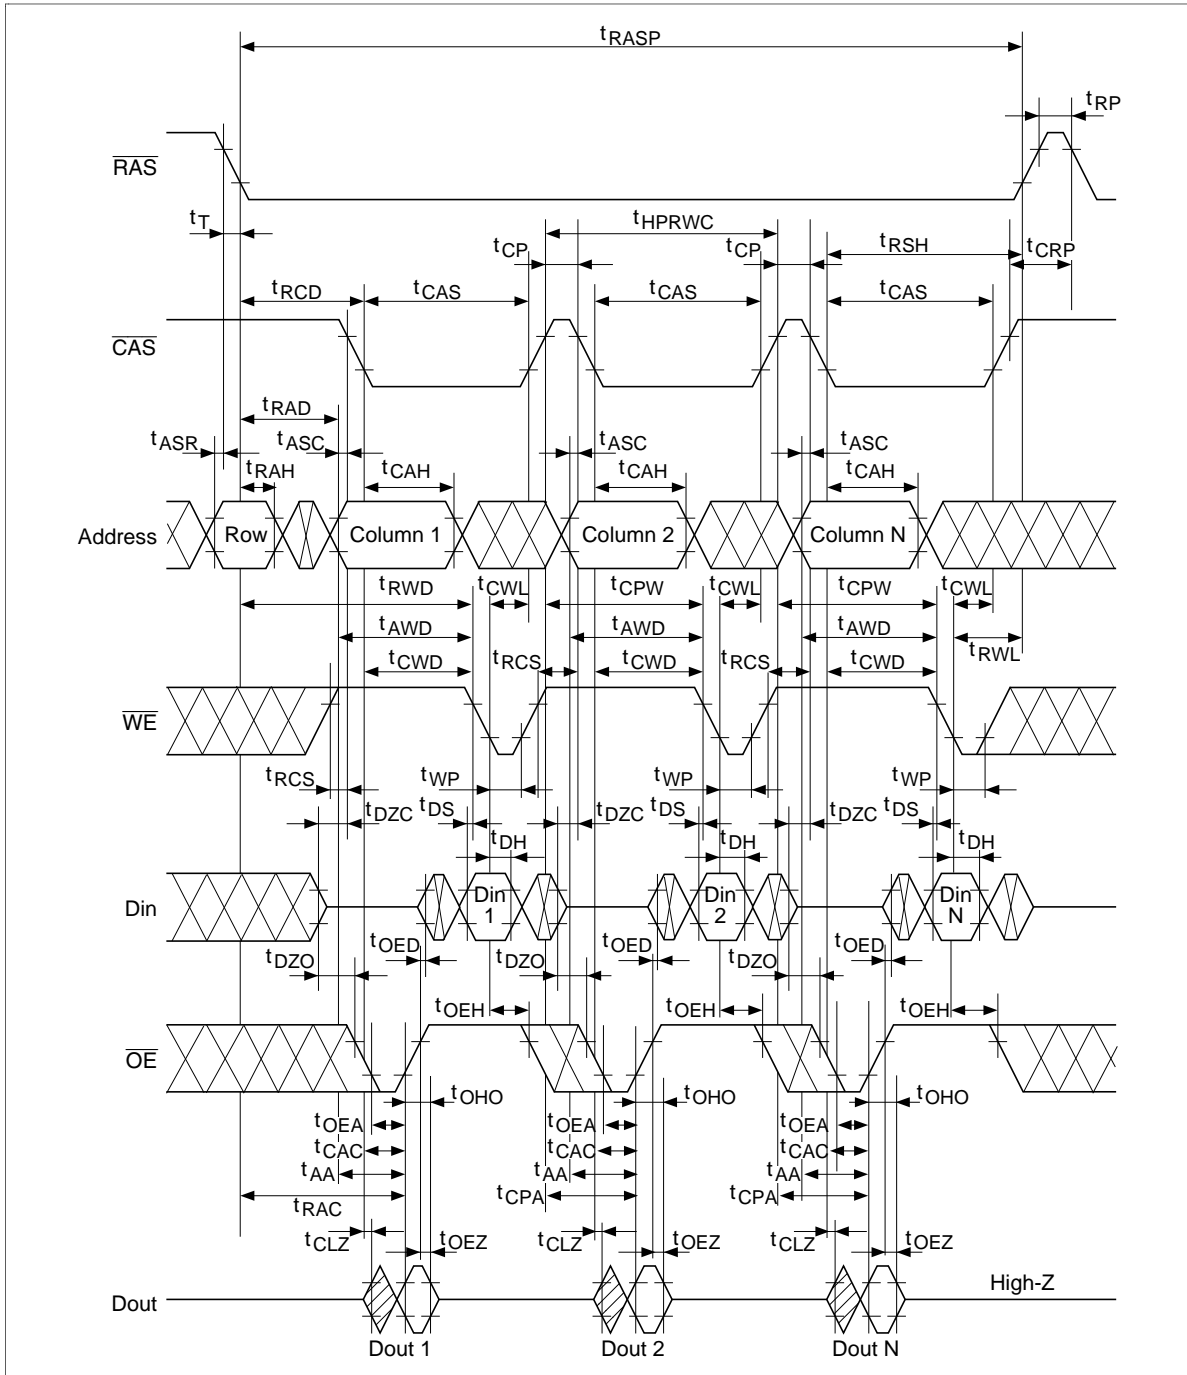 tRASP
tRP
RAS
tT
tHPRWC
tCP tCP tRSH tCRP
tRCD tCAS tCAS tCAS
CAS
tRAD
tASR tASC tASC tASC
tRAH tCAH tCAH tCAH
Address Row Column 1 Column 2 Column N
tRWD tCWL tCPW tCWL tCPW tCWL
tAWD tAWD tAWD
tRCS tRCS tRWL
tCWD tCWD tCWD
WE
tRCS tWP tWP tWP
tDZC tDS tDZC tDS tDZC tDS
tDH tDH tDH
Din Din 1 Din 2 Din N
tOED tOED tOED
tDZO tDZO tDZO
tOEH tOEH tOEH
OE
tOHO tOHO tOHO
tOEA tOEA tOEA
tCAC tCAC tCAC
tAA tAA tAA
tRAC tCPA tCPA
tCLZ tOEZ tCLZ tOEZ tCLZ tOEZ
High-Z
Dout
Dout 1 Dout 2 Dout N